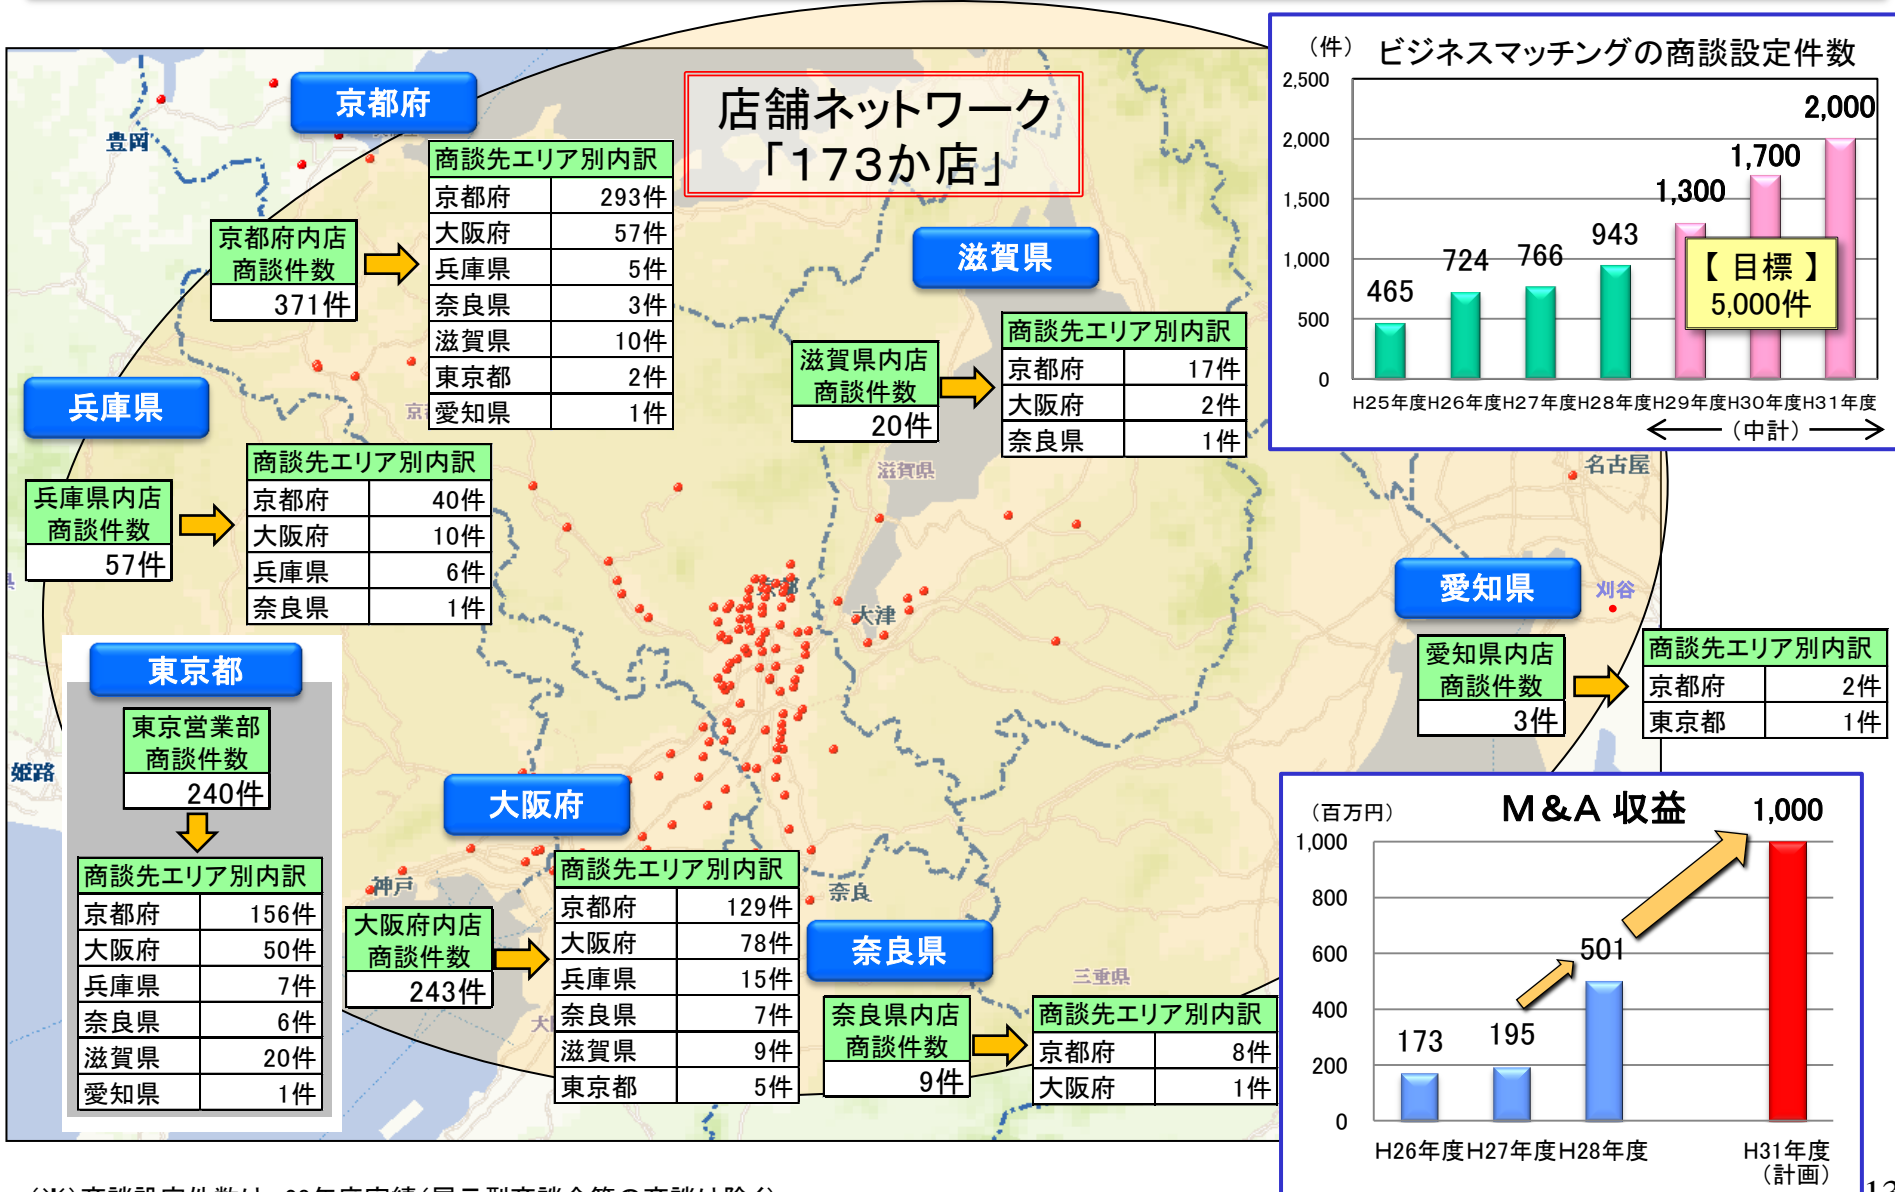 店舗ネットワーク
「173か店」
京都府
京都府内店
商談件数
371件
商談先エリア別内訳
京都府 293件
大阪府 57件
兵庫県 5件
奈良県 3件
滋賀県 10件
東京都 2件
愛知県 1件
滋賀県
滋賀県内店
商談件数
20件
商談先エリア別内訳
京都府 17件
大阪府 2件
奈良県 1件
兵庫県
兵庫県内店
商談件数
57件
商談先エリア別内訳
京都府 40件
大阪府 10件
兵庫県 6件
奈良県 1件
東京都
東京営業部
商談件数
240件
商談先エリア別内訳
京都府 156件
大阪府 50件
兵庫県 7件
奈良県 6件
滋賀県 20件
愛知県 1件
大阪府
大阪府内店
商談件数
243件
商談先エリア別内訳
京都府 129件
大阪府 78件
兵庫県 15件
奈良県 7件
滋賀県 9件
東京都 5件
奈良県
奈良県内店
商談件数
9件
商談先エリア別内訳
京都府 8件
大阪府 1件
愛知県
愛知県内店
商談件数
3件
商談先エリア別内訳
京都府 2件
東京都 1件
豊岡
姫路
神戸
京都
大津
奈良
滋賀県
三重県
名古屋
刈谷
(件) ビジネスマッチングの商談設定件数
2,500
2,000
1,500
1,000
500
0
465
724
766
943
1,300
1,700
2,000
【 目標 】
5,000件
H25年度H26年度H27年度H28年度H29年度H30年度H31年度
(中計)
(百万円) M&A 収益
1,000
800
600
400
200
0
173
195
501
1,000
H26年度H27年度H28年度 H31年度
(計画)